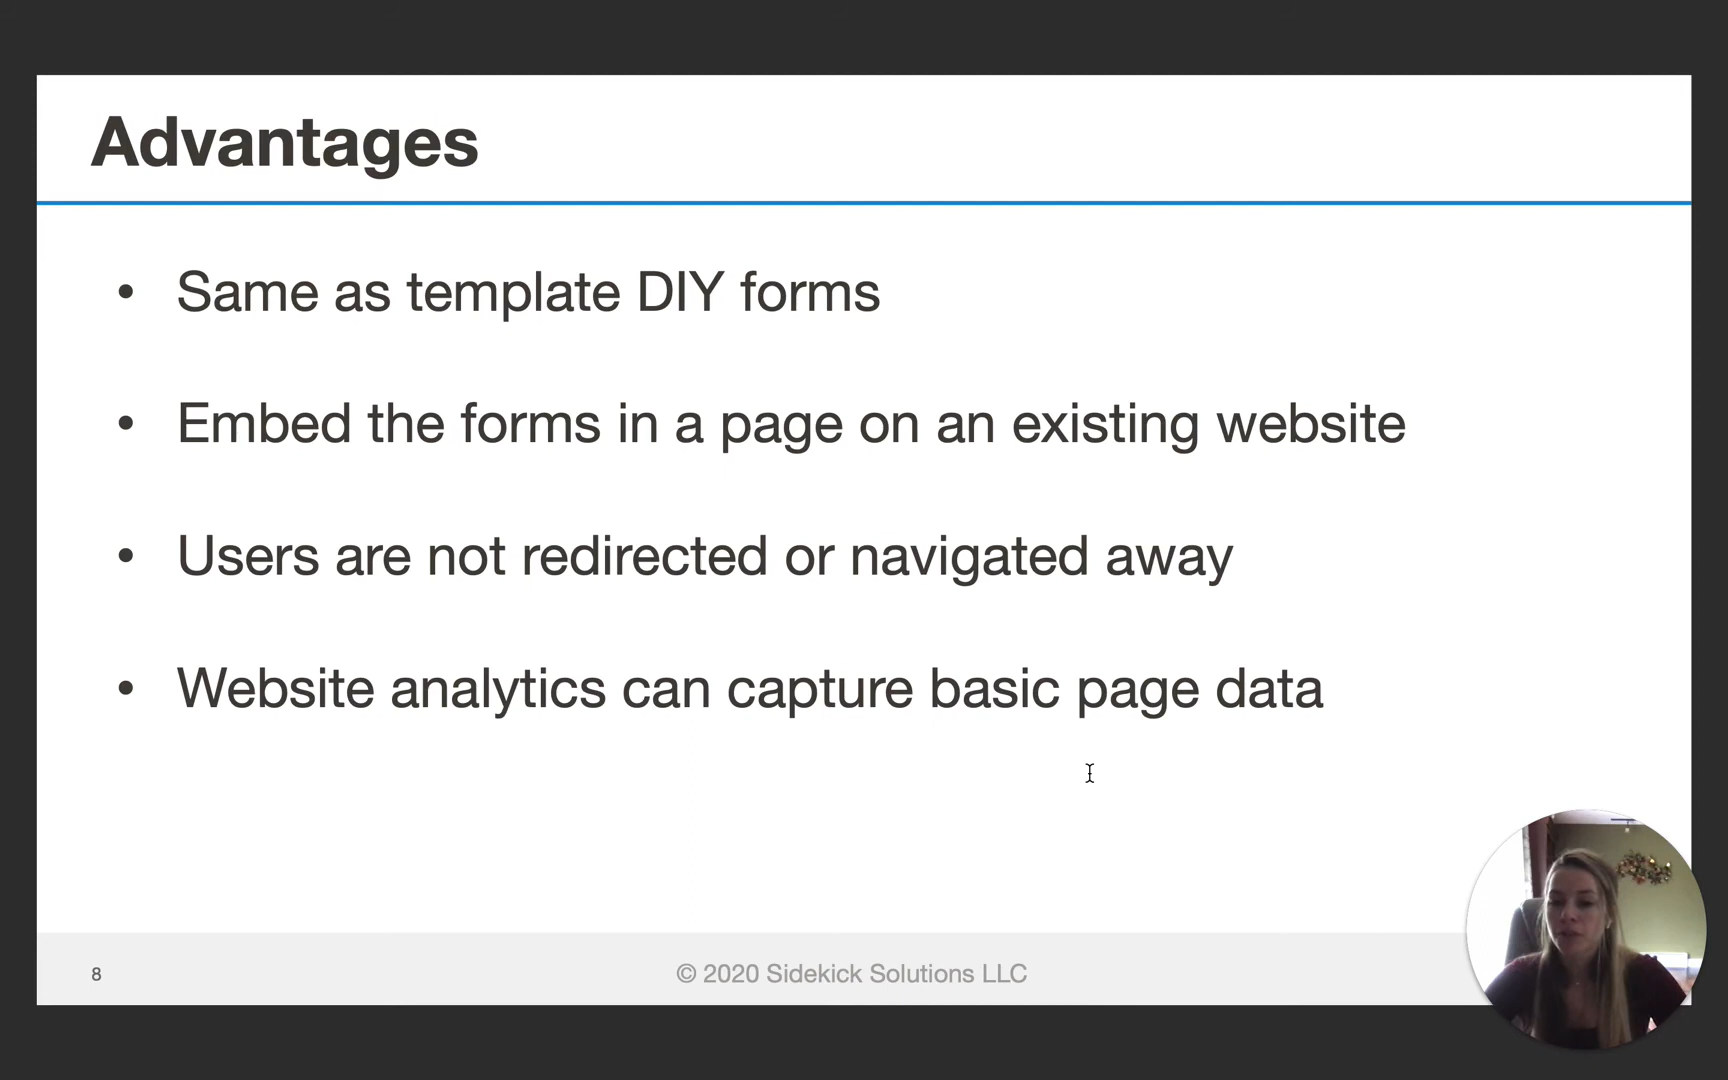 Advantages
• Same as template DIY forms
• Embed the forms in a page on an existing website
• Users are not redirected or navigated away
• Website analytics can capture basic page data
8
© 2020 Sidekick Solutions LLC